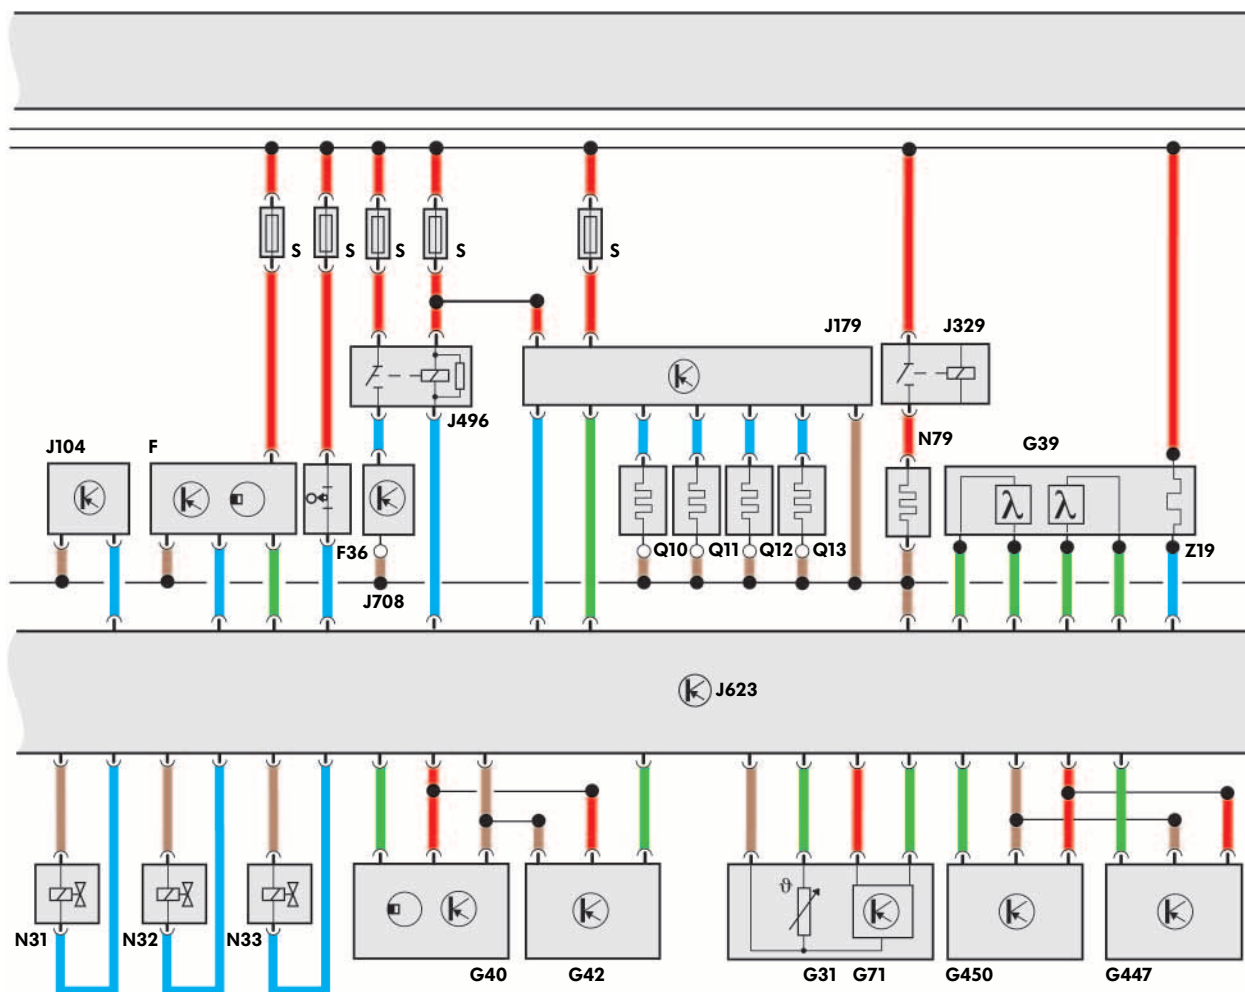 S S S S S
J179 J329
J496
N79
J104 F G39
F36 Q10 Q11 Q12 Q13 Z19
J708
J623
ϑ
λ λ
N31 N32 N33
G40 G42 G31 G71 G450 G447